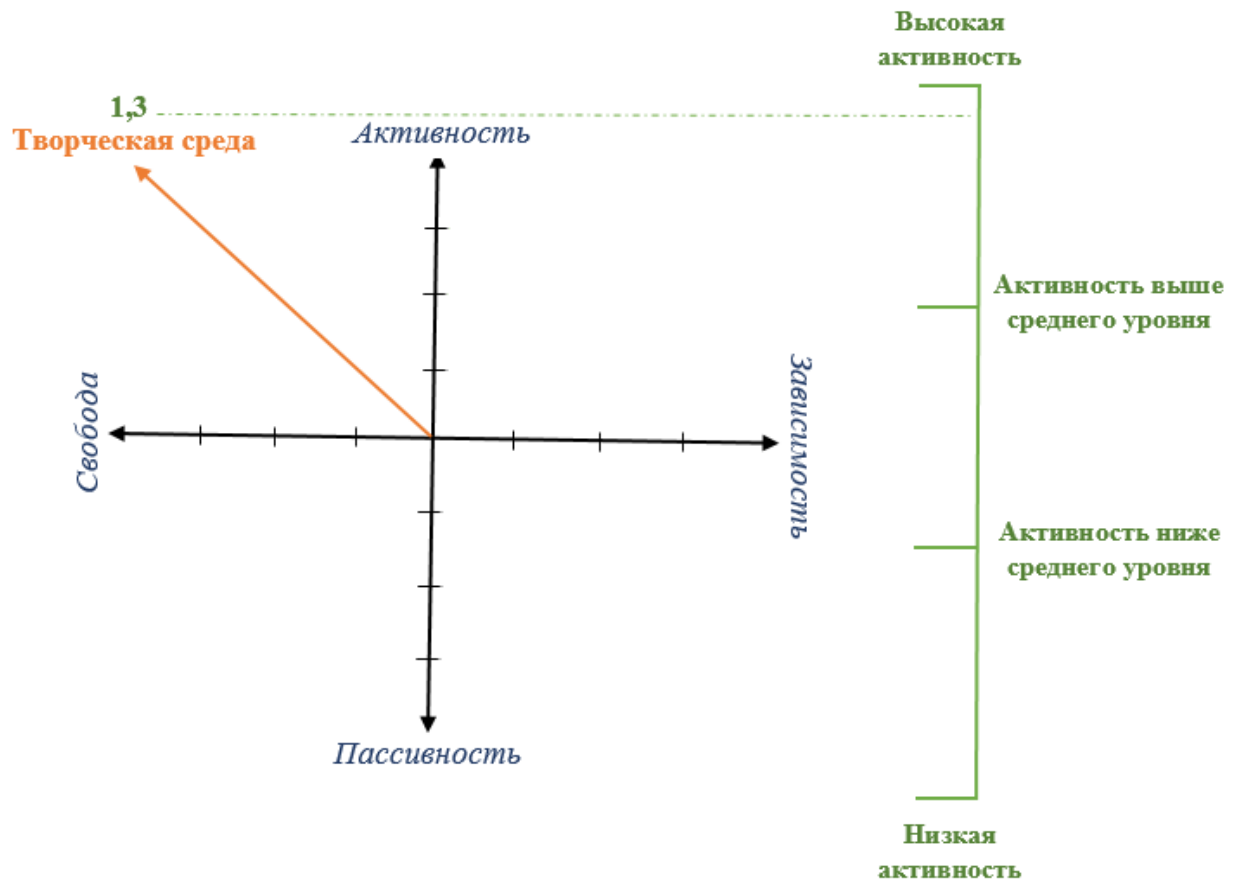 Высокая
активность
1,3
Творческая среда
Активность
Активность выше
среднего уровня
Свобода
Зависимость
Активность ниже
среднего уровня
Пассивность
Низкая
активность